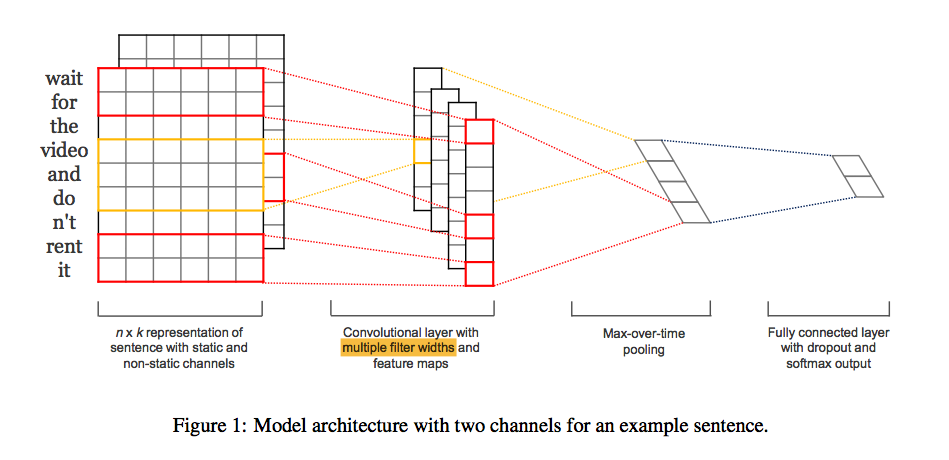 wait
for
the
video
and
do
n't
rent
it
n x k representation of
sentence with static and
non-static channels
Convolutional layer with
multiple filter widths and
feature maps
Max-over-time
pooling
Fully connected layer
with dropout and
softmax output
Figure 1: Model architecture with two channels for an example sentence.